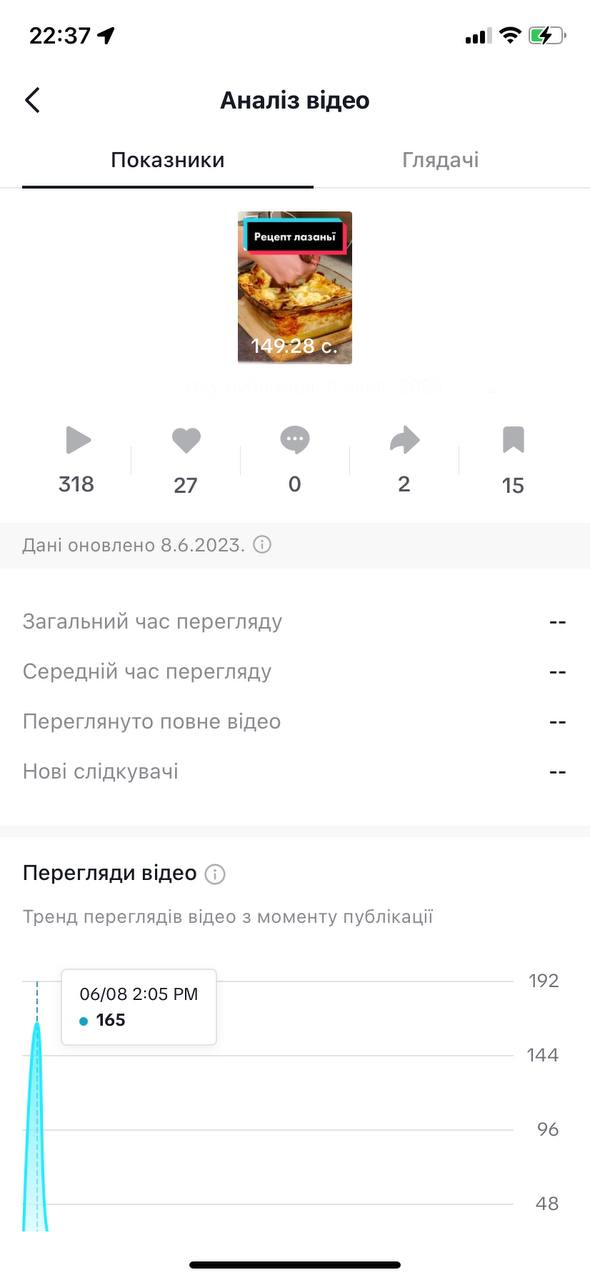 22:37
Аналіз відео
Показники
Глядачі
Рецепт лазаньї
149.28 с.
318
27
0
2
15
Дані оновлено 8.6.2023.
Загальний час перегляду --
Середній час перегляду --
Переглянуто повне відео --
Нові слідкувачі --
Перегляди відео
Тренд переглядів відео з моменту публікації
06/08 2:05 PM
165
192
144
96
48